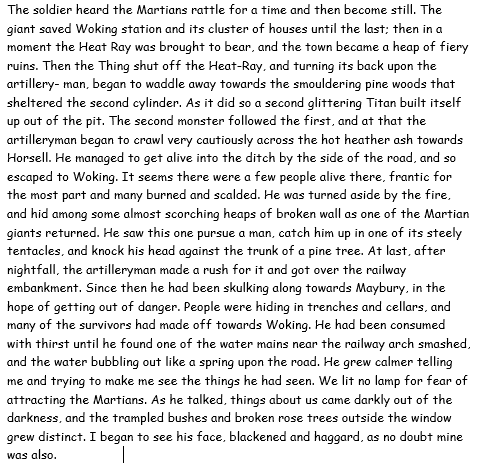 The soldier heard the Martians rattle for a time and then become still. The
giant saved Woking station and its cluster of houses until the last; then in a
moment the Heat Ray was brought to bear, and the town became a heap of fiery
ruins. Then the Thing shut off the Heat-Ray, and turning its back upon the
artillery- man, began to waddle away towards the smouldering pine woods that
sheltered the second cylinder. As it did so a second glittering Titan built itself
up out of the pit. The second monster followed the first, and at that the
artilleryman began to crawl very cautiously across the hot heather ash towards
Horsell. He managed to get alive into the ditch by the side of the road, and so
escaped to Woking. It seems there were a few people alive there, frantic for
the most part and many burned and scalded. He was turned aside by the fire,
and hid among some almost scorching heaps of broken wall as one of the Martian
giants returned. He saw this one pursue a man, catch him up in one of its steely
tentacles, and knock his head against the trunk of a pine tree. At last, after
nightfall, the artilleryman made a rush for it and got over the railway
embankment. Since then he had been skulking along towards Maybury, in the
hope of getting out of danger. People were hiding in trenches and cellars, and
many of the survivors had made off towards Woking. He had been consumed
with thirst until he found one of the water mains near the railway arch smashed,
and the water bubbling out like a spring upon the road. He grew calmer telling
me and trying to make me see the things he had seen. We lit no lamp for fear of
attracting the Martians. As he talked, things about us came darkly out of the
darkness, and the trampled bushes and broken rose trees outside the window
grew distinct. I began to see his face, blackened and haggard, as no doubt mine
was also.